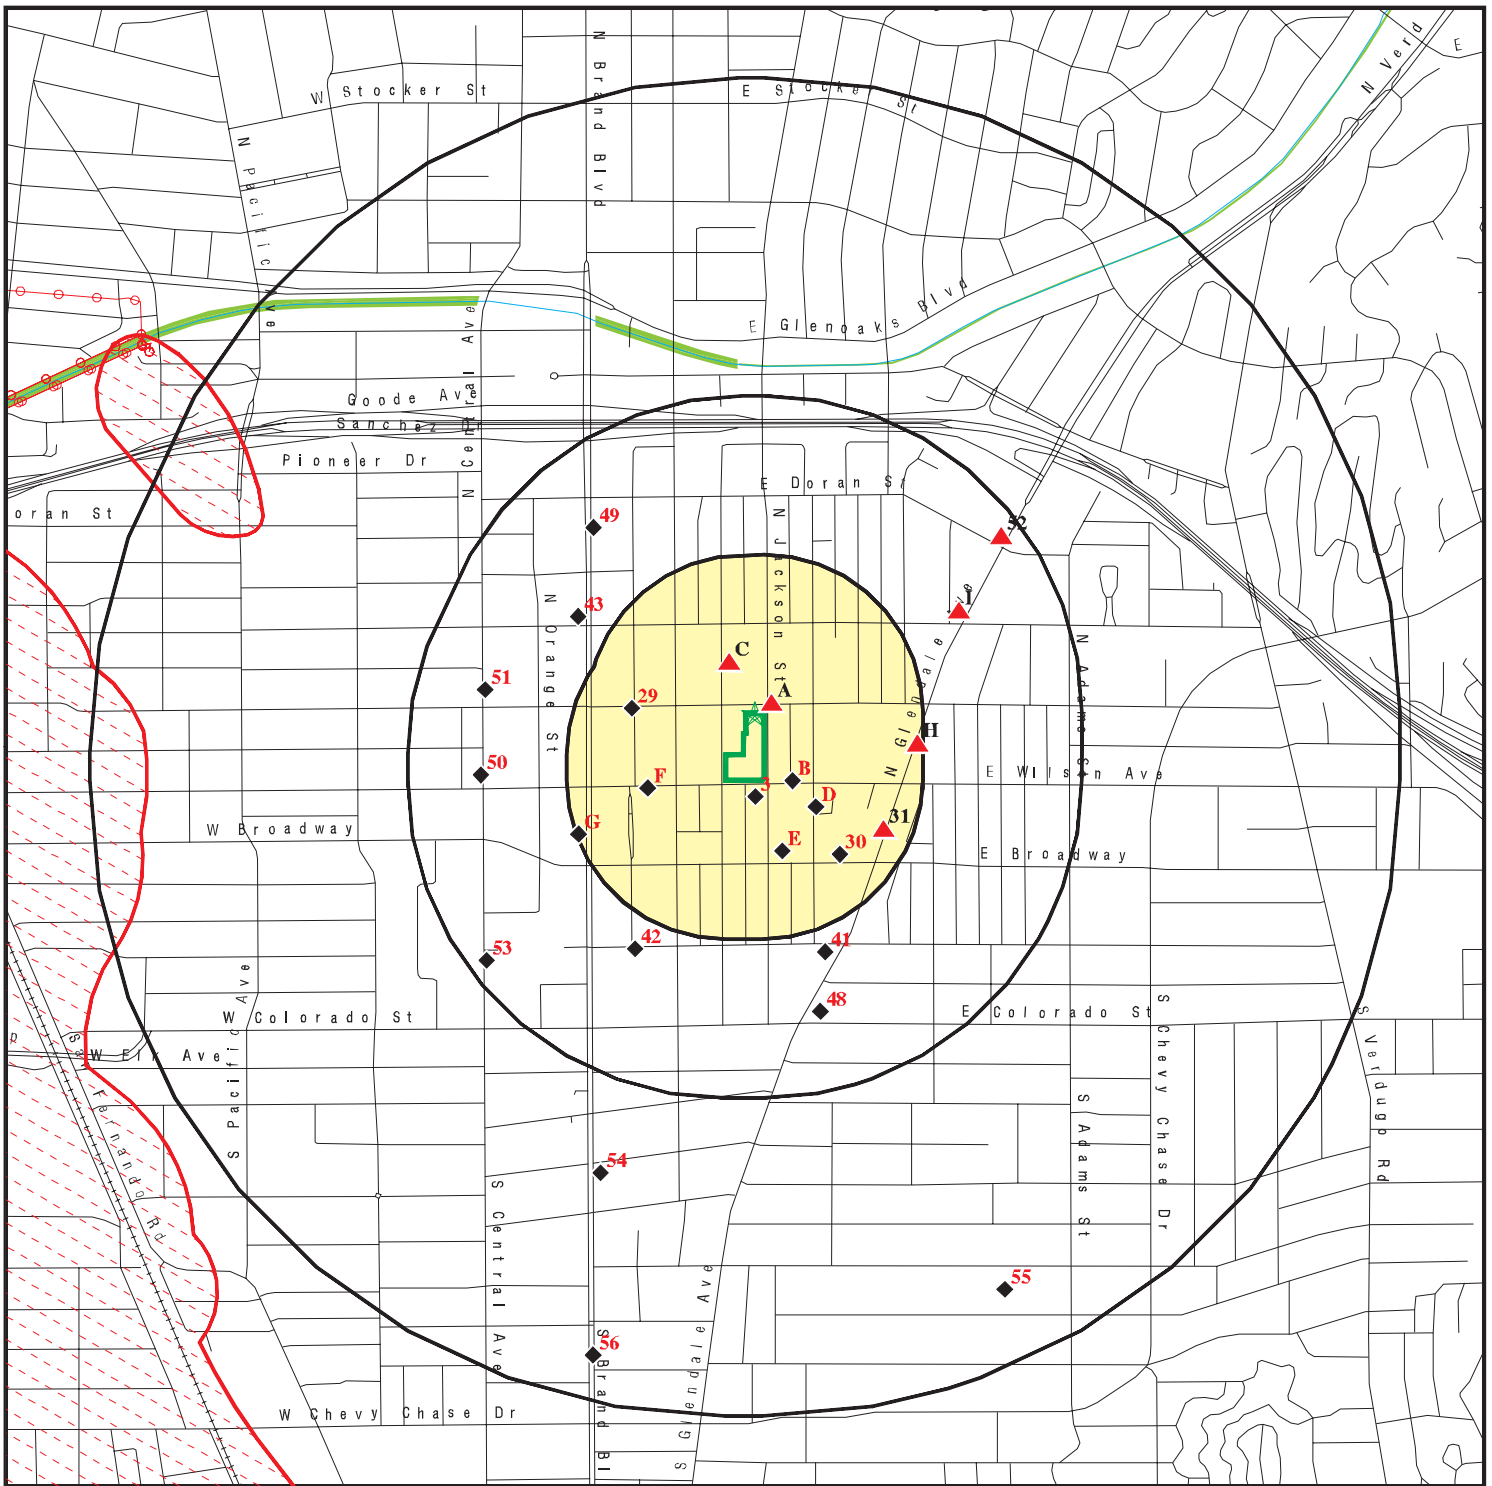 N Verd
E
W Stocker St
E Stocker St
N Brand Blvd
N Pacific Ave
E Glenoaks Blvd
Goode Ave
Sanchez Dr
Pioneer Dr
N Central Ave
E Doran St
oran St
49
52
N Jackson St
I
43
N Orange St
C
N Adams St
51
A
29
N Glendale Ave
H
50
E Wilson Ave
B
F
3
D
G
31
W Broadway
E
30
E Broadway
42
41
53
48
W Colorado St
E Colorado St
S Pacific Ave
W Elk Ave
San Fernando Rd
S Chevy Chase Dr
S Verdugo Rd
S Adams St
54
S Central Ave
55
S Glendale Ave
56
S Brand Bl
W Chevy Chase Dr